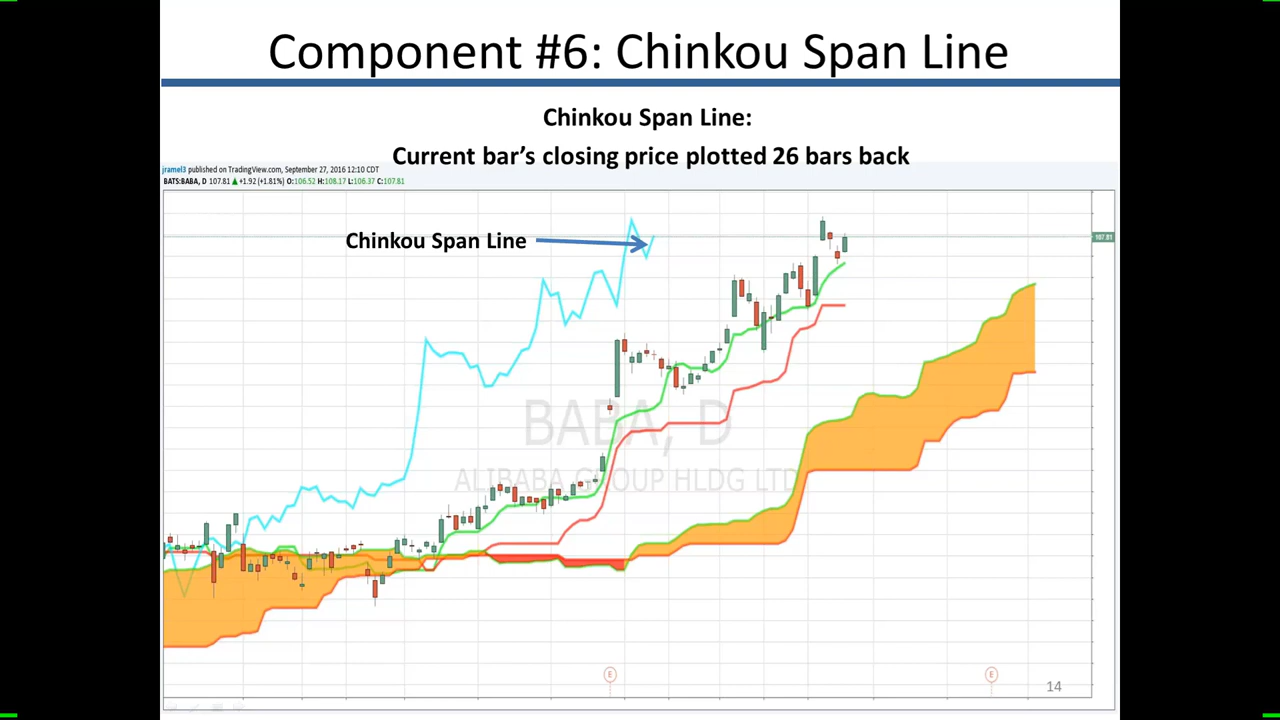 Component #6: Chinkou Span Line
Chinkou Span Line:
Current bar's closing price plotted 26 bars back
jramel3 published on TradingView.com, September 27, 2016 12:10 CDT
BATS:BABA, D 107.81 ▲ +1.92 (+1.81%) O:106.52 H:108.17 L:106.37 C:107.81
Chinkou Span Line
107.81
BABA, D
ALIBABA GROUP HLDG LTD
E
E
14